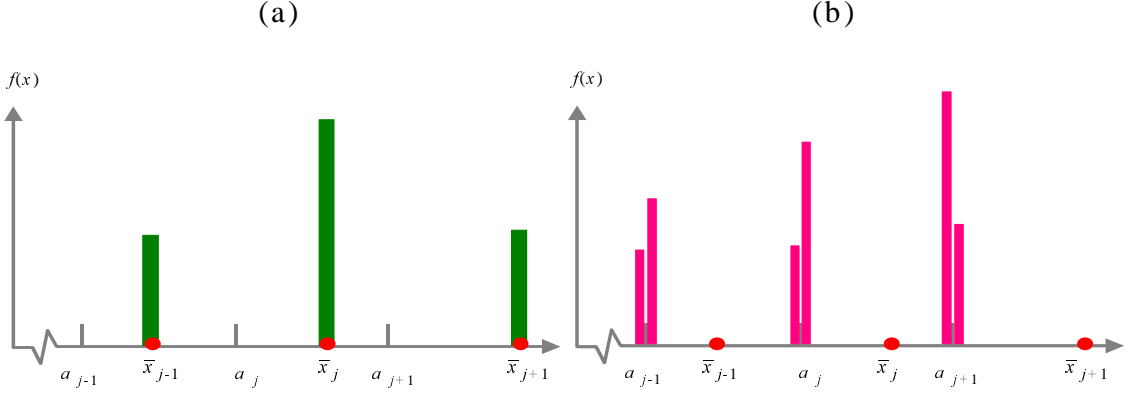 (a)
(b)
f(x)
f(x)
a j-1
x̅ j-1
a j
x̅ j
a j+1
x̅ j+1
a j-1
x̅ j-1
a j
x̅ j
a j+1
x̅ j+1